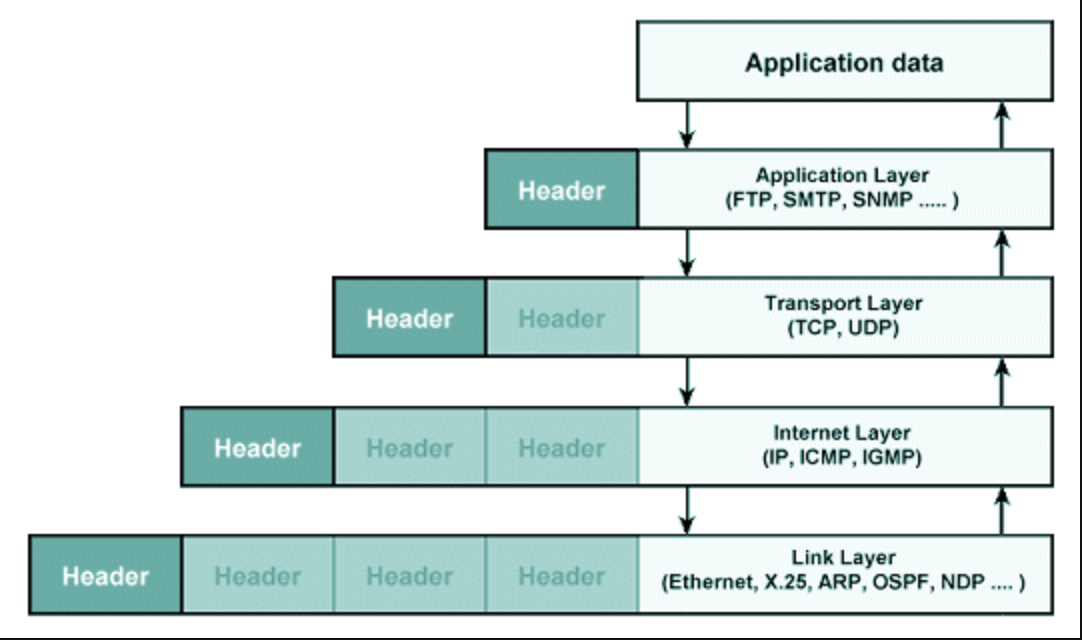 Application data
Header
Application Layer
(FTP, SMTP, SNMP ..... )
Header
Header
Transport Layer
(TCP, UDP)
Header
Header
Header
Internet Layer
(IP, ICMP, IGMP)
Header
Header
Header
Header
Link Layer
(Ethernet, X.25, ARP, OSPF, NDP .... )